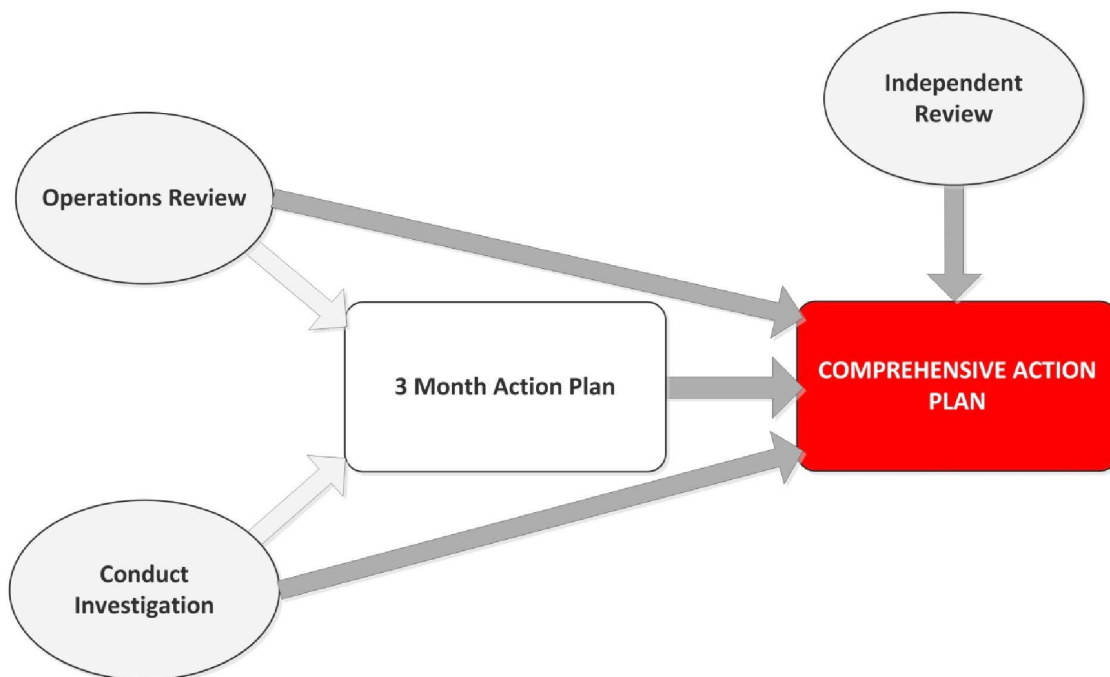 Independent
Review
Operations Review
3 Month Action Plan
COMPREHENSIVE ACTION
PLAN
Conduct
Investigation